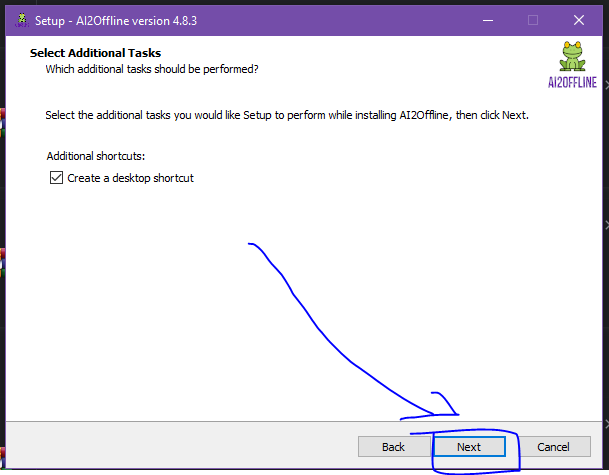 Setup - AI2Offline version 4.8.3
Select Additional Tasks
Which additional tasks should be performed?
AI2OFFLINE
Select the additional tasks you would like Setup to perform while installing AI2Offline, then click Next.
Additional shortcuts:
Create a desktop shortcut
Back
Next
Cancel